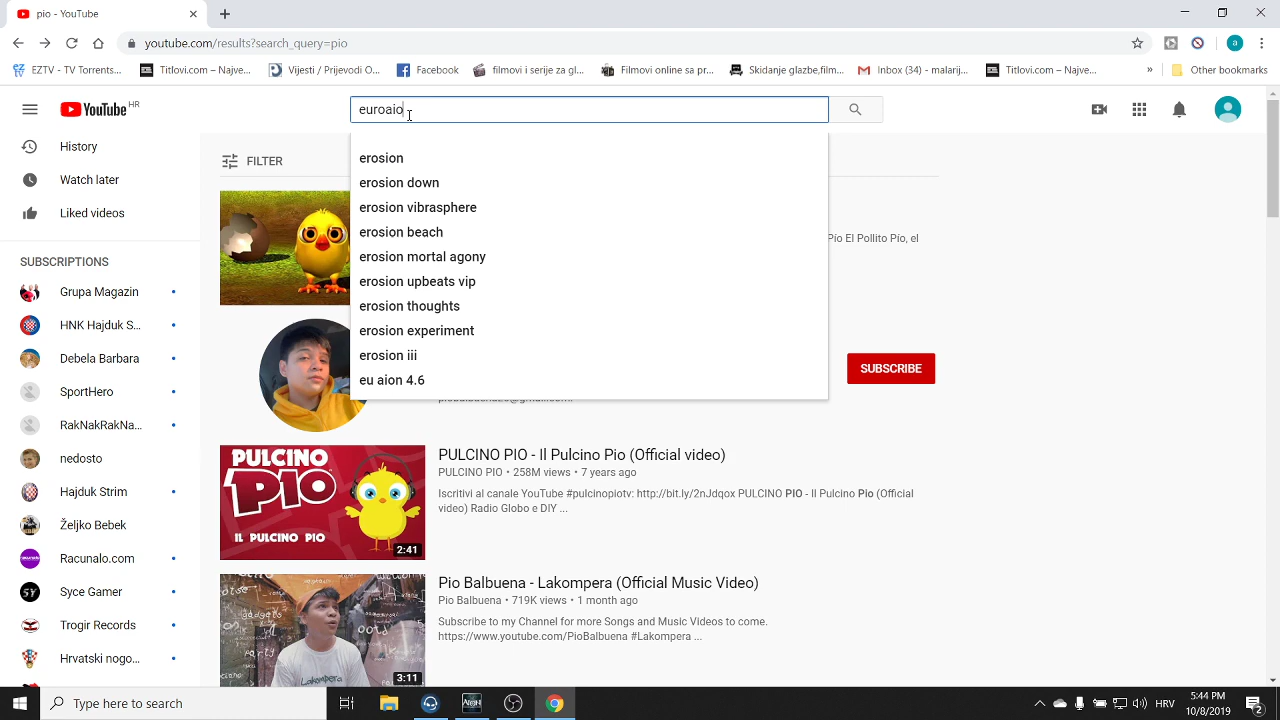 pio - YouTube
youtube.com/results?search_query=pio
EZTV - TV Torrents...
Titlovi.com – Najve...
Vijesti / Prijevodi O...
Facebook
filmovi i serije za gl...
Filmovi online sa pr...
Skidanje glazbe,film...
Inbox (34) - malarij...
Titlovi.com – Najve...
»
Other bookmarks
YouTube HR
euroaio
History
Watch later
Liked videos
SUBSCRIPTIONS
Grupa Magazin
HNK Hajduk S...
Debela Barbara
SportHero
RakNakRakNa...
nedosto
Hajduk Strim
Željko Bebek
Racunalo.com
Syce Gamer
Trogir Records
Hrvatski nogo...
FILTER
erosion
erosion down
erosion vibrasphere
erosion beach
erosion mortal agony
erosion upbeats vip
erosion thoughts
erosion experiment
erosion iii
eu aion 4.6
Pío El Pollito Pío, el
SUBSCRIBE
PULCINO PIO
IL PULCINO PIO
2:41
PULCINO PIO - Il Pulcino Pio (Official video)
PULCINO PIO • 258M views • 7 years ago
Iscritivi al canale YouTube #pulcinopiotv: http://bit.ly/2nJdqox PULCINO PIO - Il Pulcino Pio (Official
video) Radio Globo e DIY ...
Lakompera
3:11
Pio Balbuena - Lakompera (Official Music Video)
Pio Balbuena • 719K views • 1 month ago
Subscribe to my Channel for more Songs and Music Videos to come.
https://www.youtube.com/PioBalbuena #Lakompera ...
Type here to search
HRV
5:44 PM
10/8/2019
2